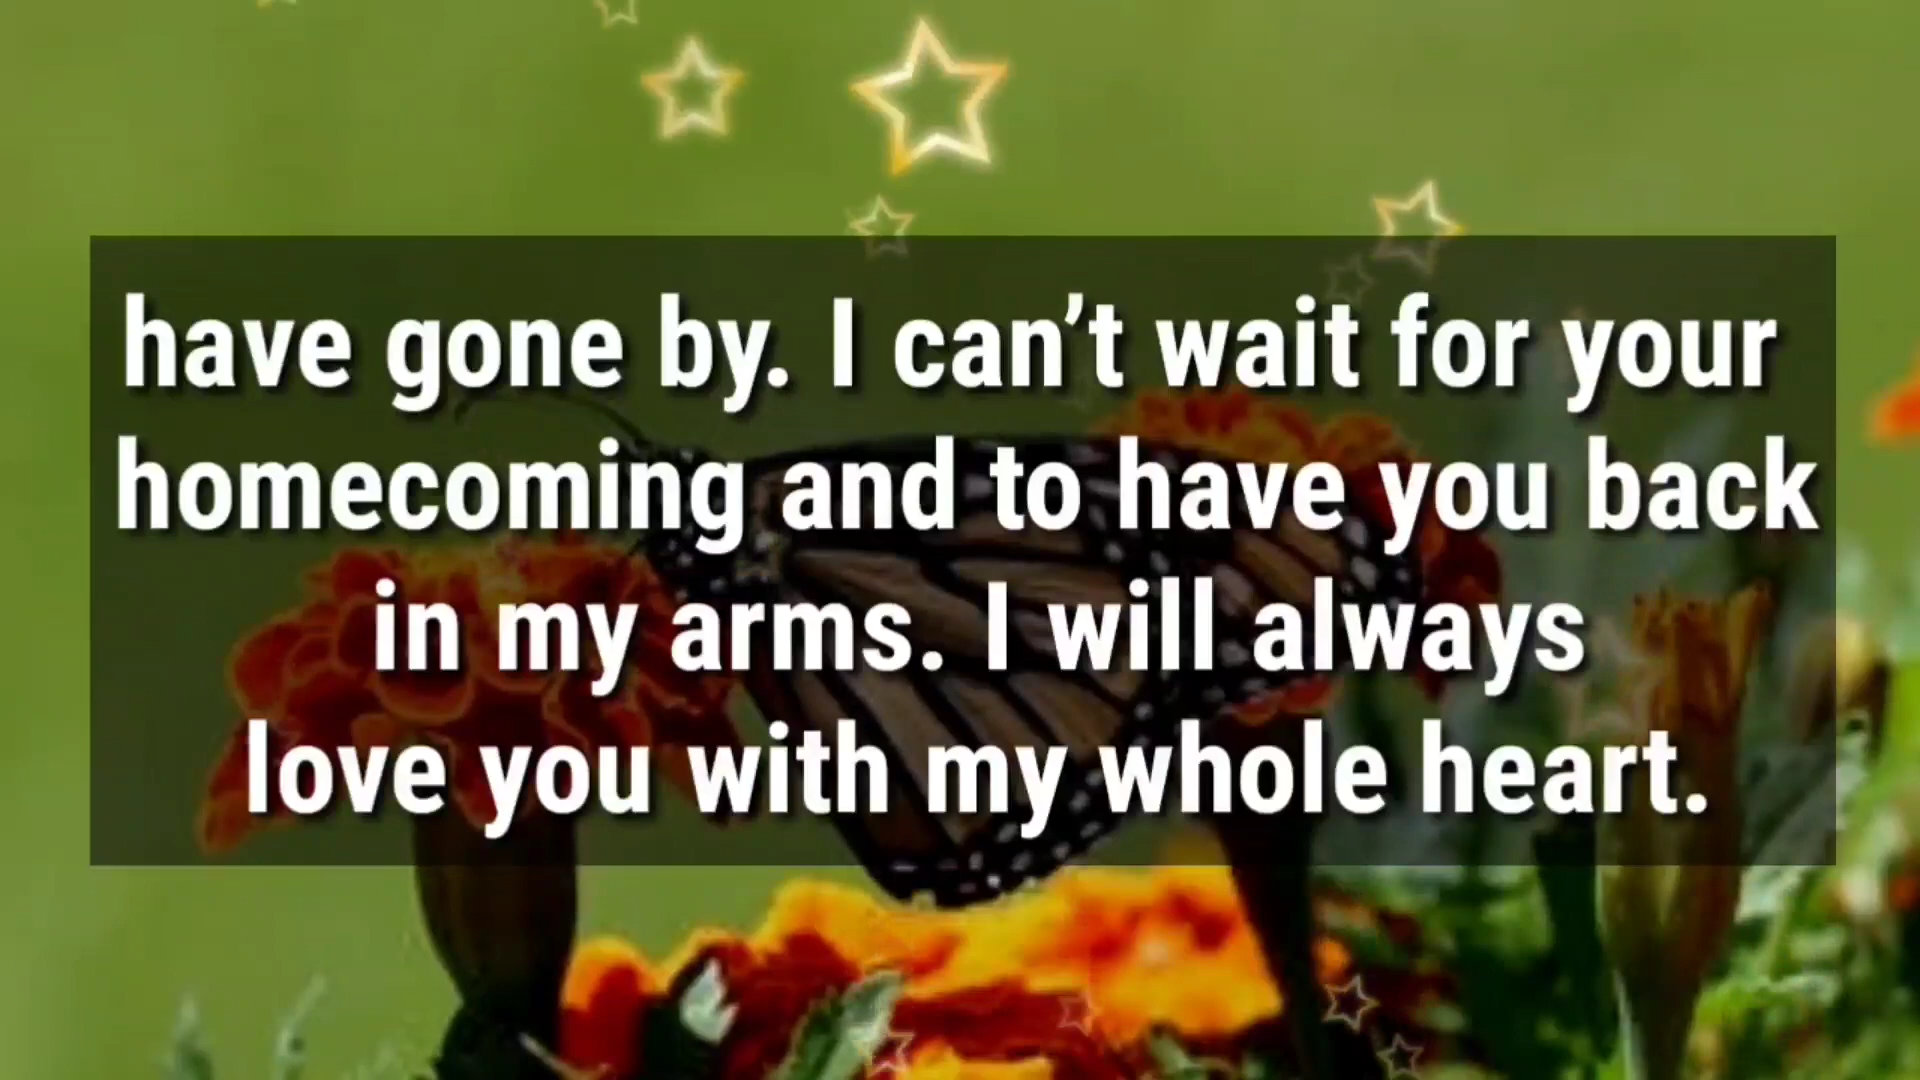 have gone by. I can’t wait for your
homecoming and to have you back
in my arms. I will always
love you with my whole heart.